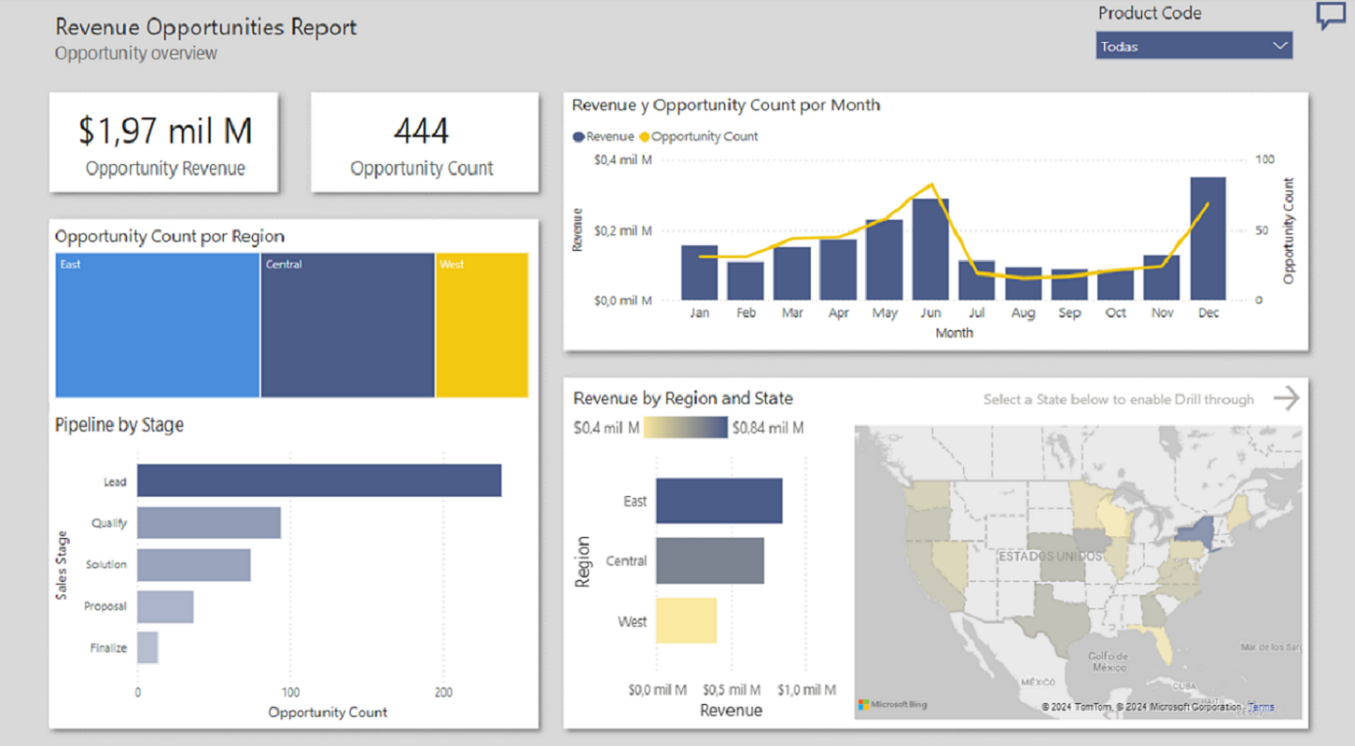 Revenue Opportunities Report
Opportunity overview
Product Code
Todas
$1,97 mil M
Opportunity Revenue
444
Opportunity Count
Opportunity Count por Region
East
Central
West
Pipeline by Stage
Sales Stage
Lead
Qualify
Solution
Proposal
Finalize
0
100
200
Opportunity Count
Revenue y Opportunity Count por Month
Revenue
Opportunity Count
$0,4 mil M
$0,2 mil M
$0,0 mil M
Revenue
100
50
0
Opportunity Count
Jan Feb Mar Apr May Jun Jul Aug Sep Oct Nov Dec
Month
Revenue by Region and State
Select a State below to enable Drill through
$0,4 mil M
$0,84 mil M
Region
East
Central
West
$0,0 mil M $0,5 mil M $1,0 mil M
Revenue
ESTADOS UNIDOS
Golfo de
México
MÉXICO
CUBA
Mar de los Sar
Microsoft Bing
© 2024 TomTom, © 2024 Microsoft Corporation, Terms